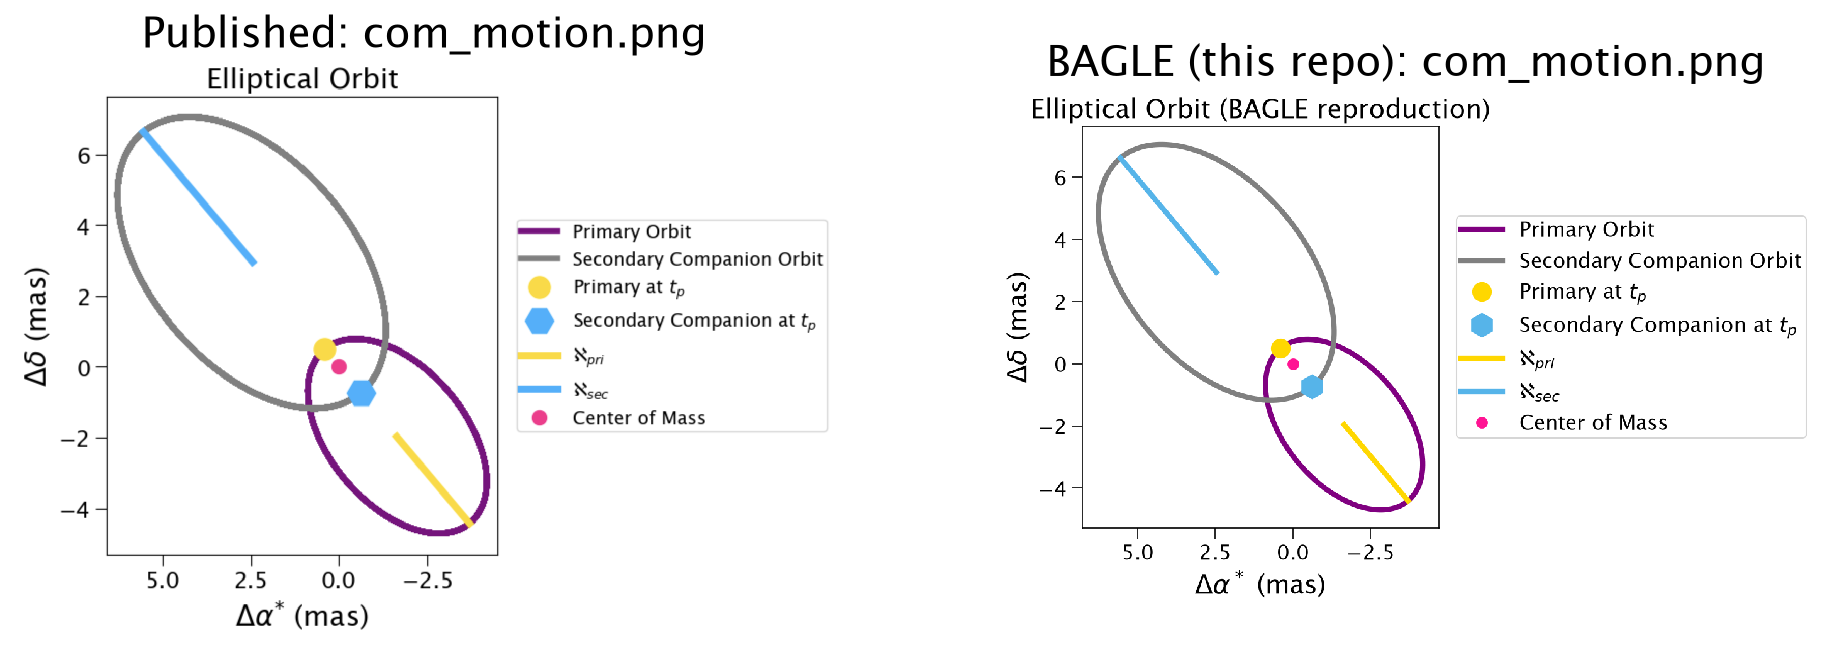 Published: com_motion.png
Elliptical Orbit
6
4
2
0
−2
−4
Δδ (mas)
5.0 2.5 0.0 −2.5
Δα* (mas)
Primary Orbit
Secondary Companion Orbit
Primary at tp
Secondary Companion at tp
ℵpri
ℵsec
Center of Mass
BAGLE (this repo): com_motion.png
Elliptical Orbit (BAGLE reproduction)
6
4
2
0
−2
−4
Δδ (mas)
5.0 2.5 0.0 −2.5
Δα* (mas)
Primary Orbit
Secondary Companion Orbit
Primary at tp
Secondary Companion at tp
ℵpri
ℵsec
Center of Mass